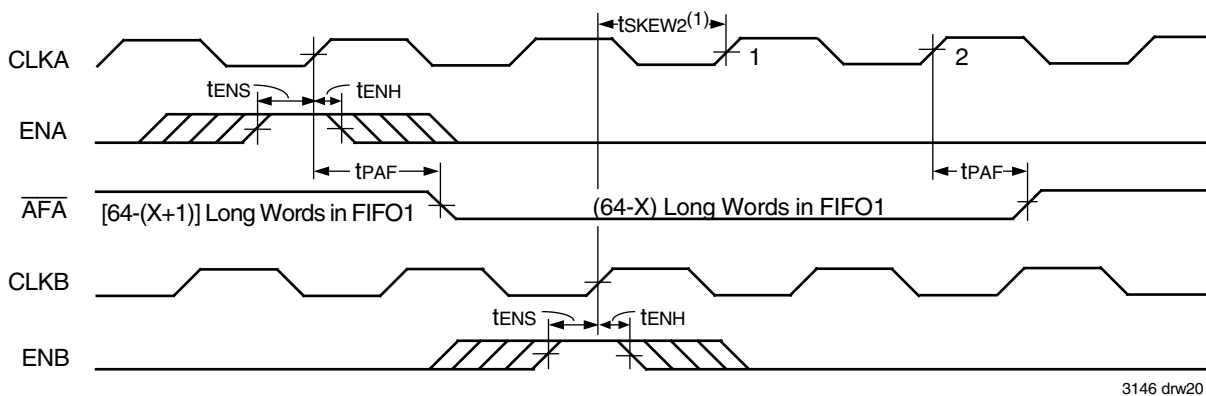 tSKEW2(1)
CLKA
1
2
tENS
tENH
ENA
tPAF
tPAF
AFA
[64-(X+1)] Long Words in FIFO1
(64-X) Long Words in FIFO1
CLKB
tENS
tENH
ENB
3146 drw20